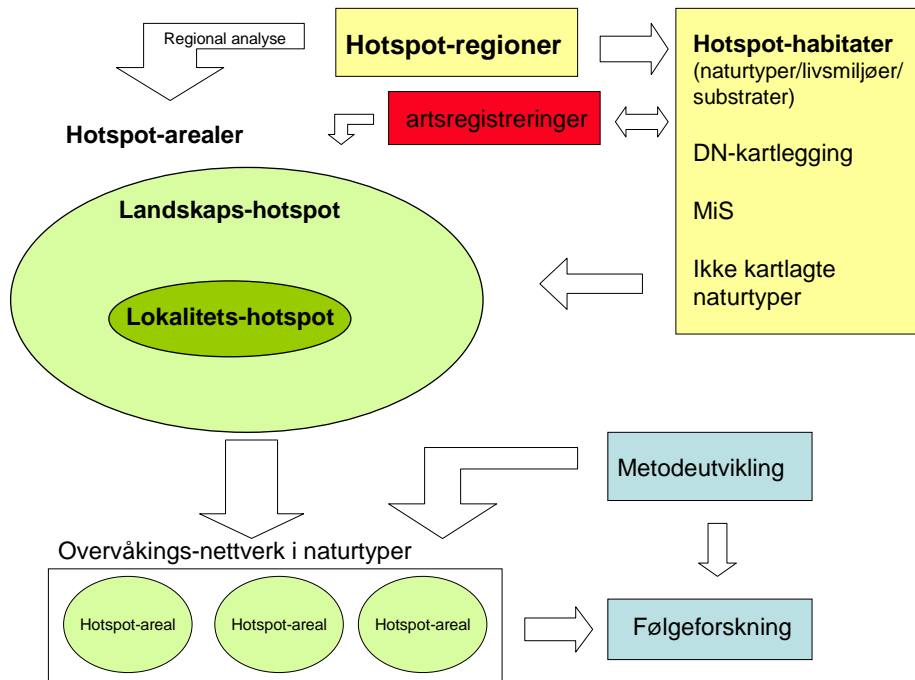 Regional analyse
Hotspot-regioner
Hotspot-habitater
(naturtyper/livsmiljøer/
substrater)
DN-kartlegging
MiS
Ikke kartlagte
naturtyper
artsregistreringer
Hotspot-arealer
Landskaps-hotspot
Lokalitets-hotspot
Metodeutvikling
Overvåkings-nettverk i naturtyper
Hotspot-areal
Hotspot-areal
Hotspot-areal
Følgeforskning